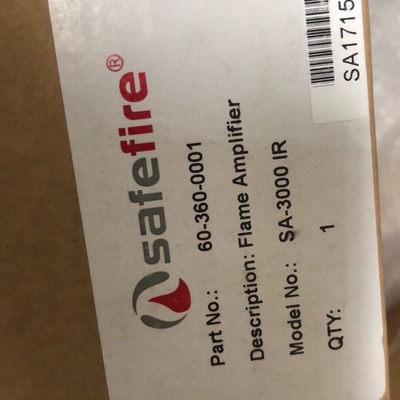 safefire®
Part No.: 60-360-0001
Description: Flame Amplifier
Model No.: SA-3000 IR
QTY: 1
SA1715